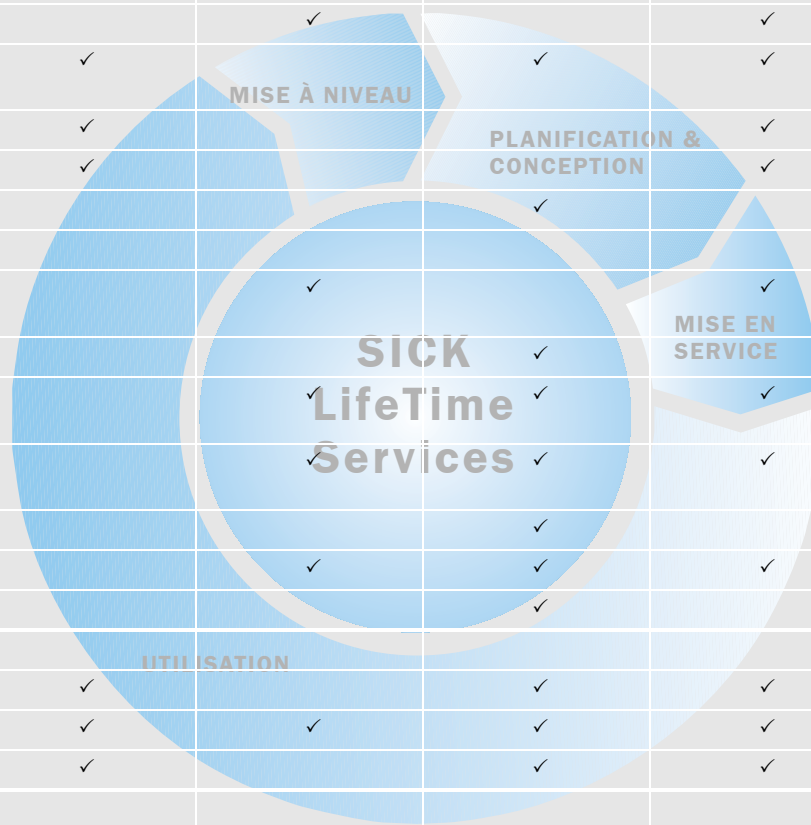 MISE À NIVEAU
PLANIFICATION &
CONCEPTION
MISE EN
SERVICE
SICK
LifeTime
Services
UTILISATION